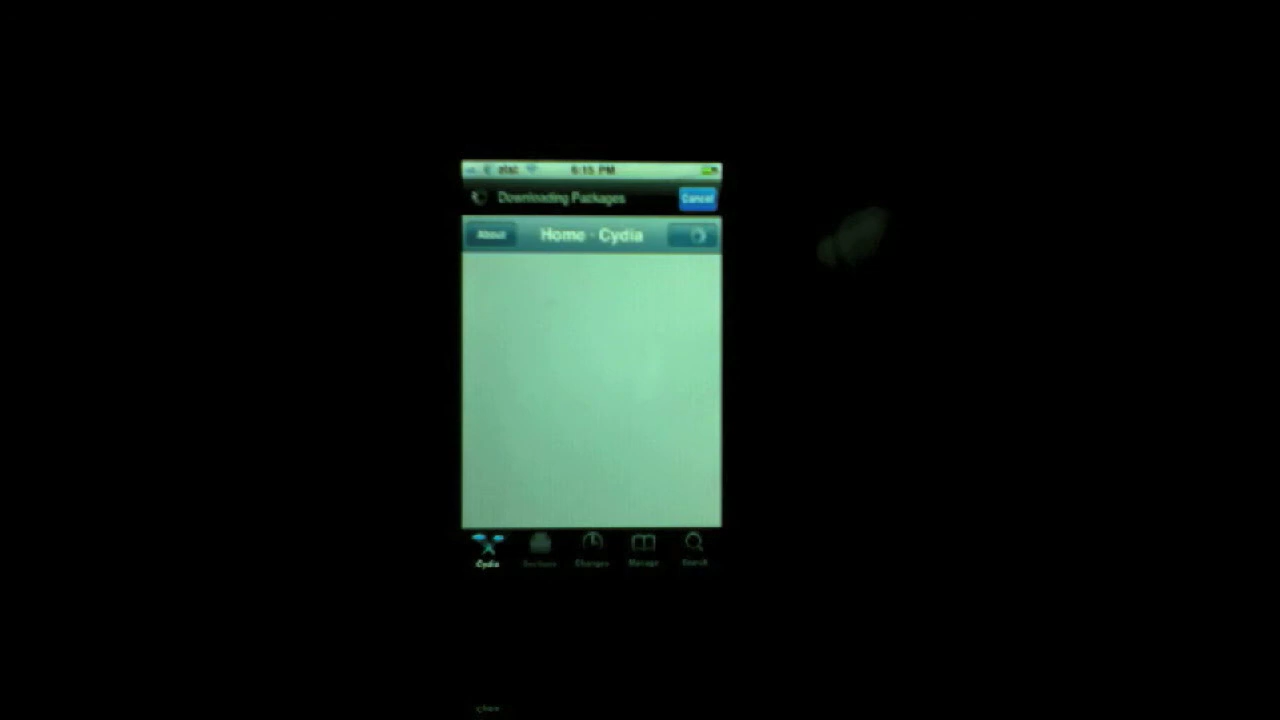 6:15 PM
Downloading Packages Cancel
About Home - Cydia
Cydia Sections Changes Manage Search